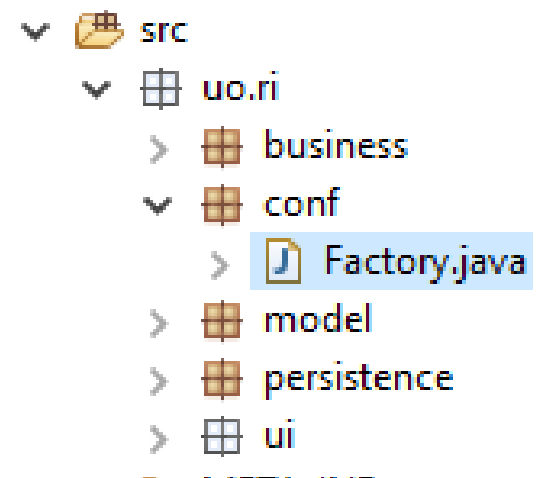 src
uo.ri
business
conf
Factory.java
model
persistence
ui